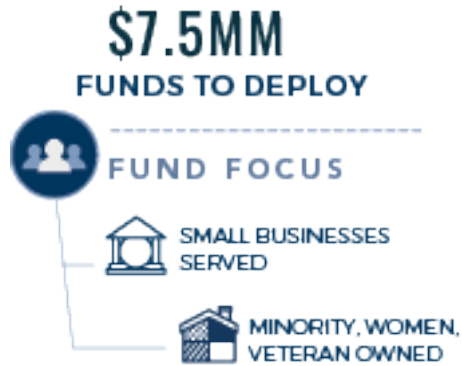 $7.5MM
FUNDS TO DEPLOY
FUND FOCUS
SMALL BUSINESSES
SERVED
MINORITY, WOMEN,
VETERAN OWNED